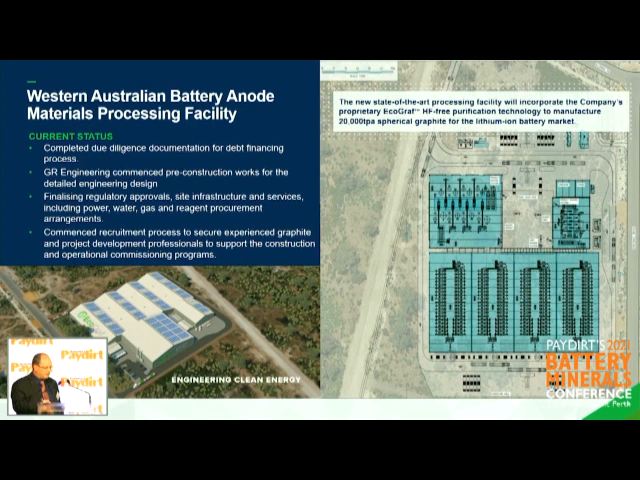 Western Australian Battery Anode
Materials Processing Facility
CURRENT STATUS
• Completed due diligence documentation for debt financing
process.
• GR Engineering commenced pre-construction works for the
detailed engineering design
• Finalising regulatory approvals, site infrastructure and services,
including power, water, gas and reagent procurement
arrangements.
• Commenced recruitment process to secure experienced graphite
and project development professionals to support the construction
and operational commissioning programs.
ENGINEERING CLEAN ENERGY
The new state-of-the-art processing facility will incorporate the Company's
proprietary EcoGraf™ HF-free purification technology to manufacture
20,000tpa spherical graphite for the lithium-ion battery market.
PAYDIRT'S 2021
BATTERY
MINERALS
CONFERENCE
Perth
Paydirt
Paydirt